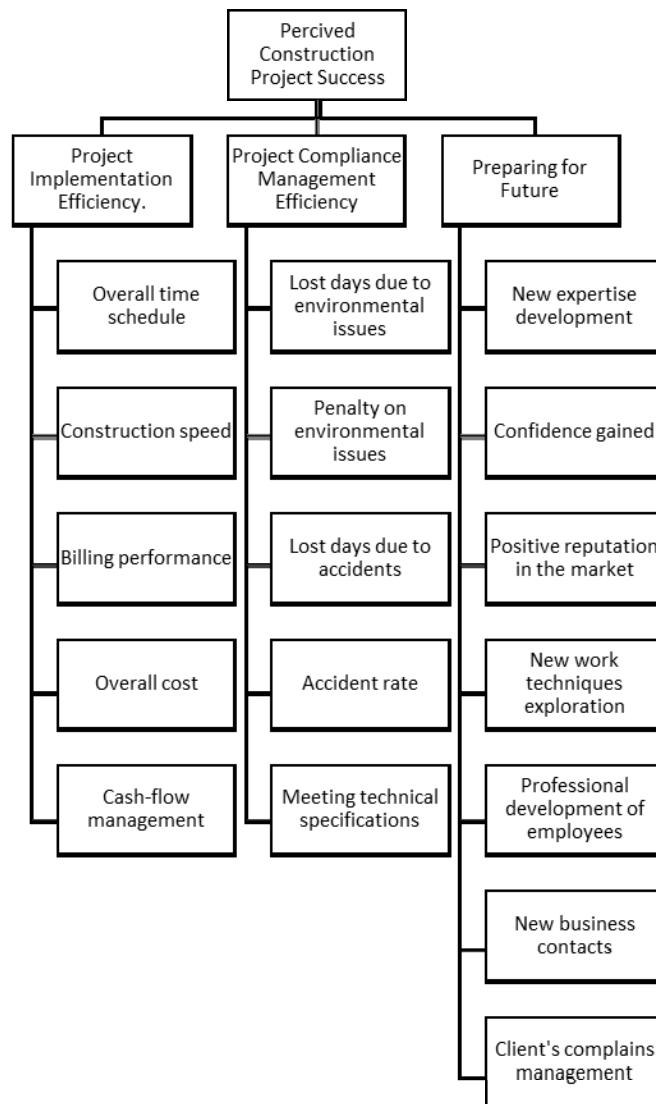 Percived
Construction
Project Success
Project
Implementation
Efficiency.
Project Compliance
Management
Efficiency
Preparing for
Future
Overall time
schedule
Construction speed
Billing performance
Overall cost
Cash-flow
management
Lost days due to
environmental
issues
Penalty on
environmental
issues
Lost days due to
accidents
Accident rate
Meeting technical
specifications
New expertise
development
Confidence gained
Positive reputation
in the market
New work
techniques
exploration
Professional
development of
employees
New business
contacts
Client's complains
management